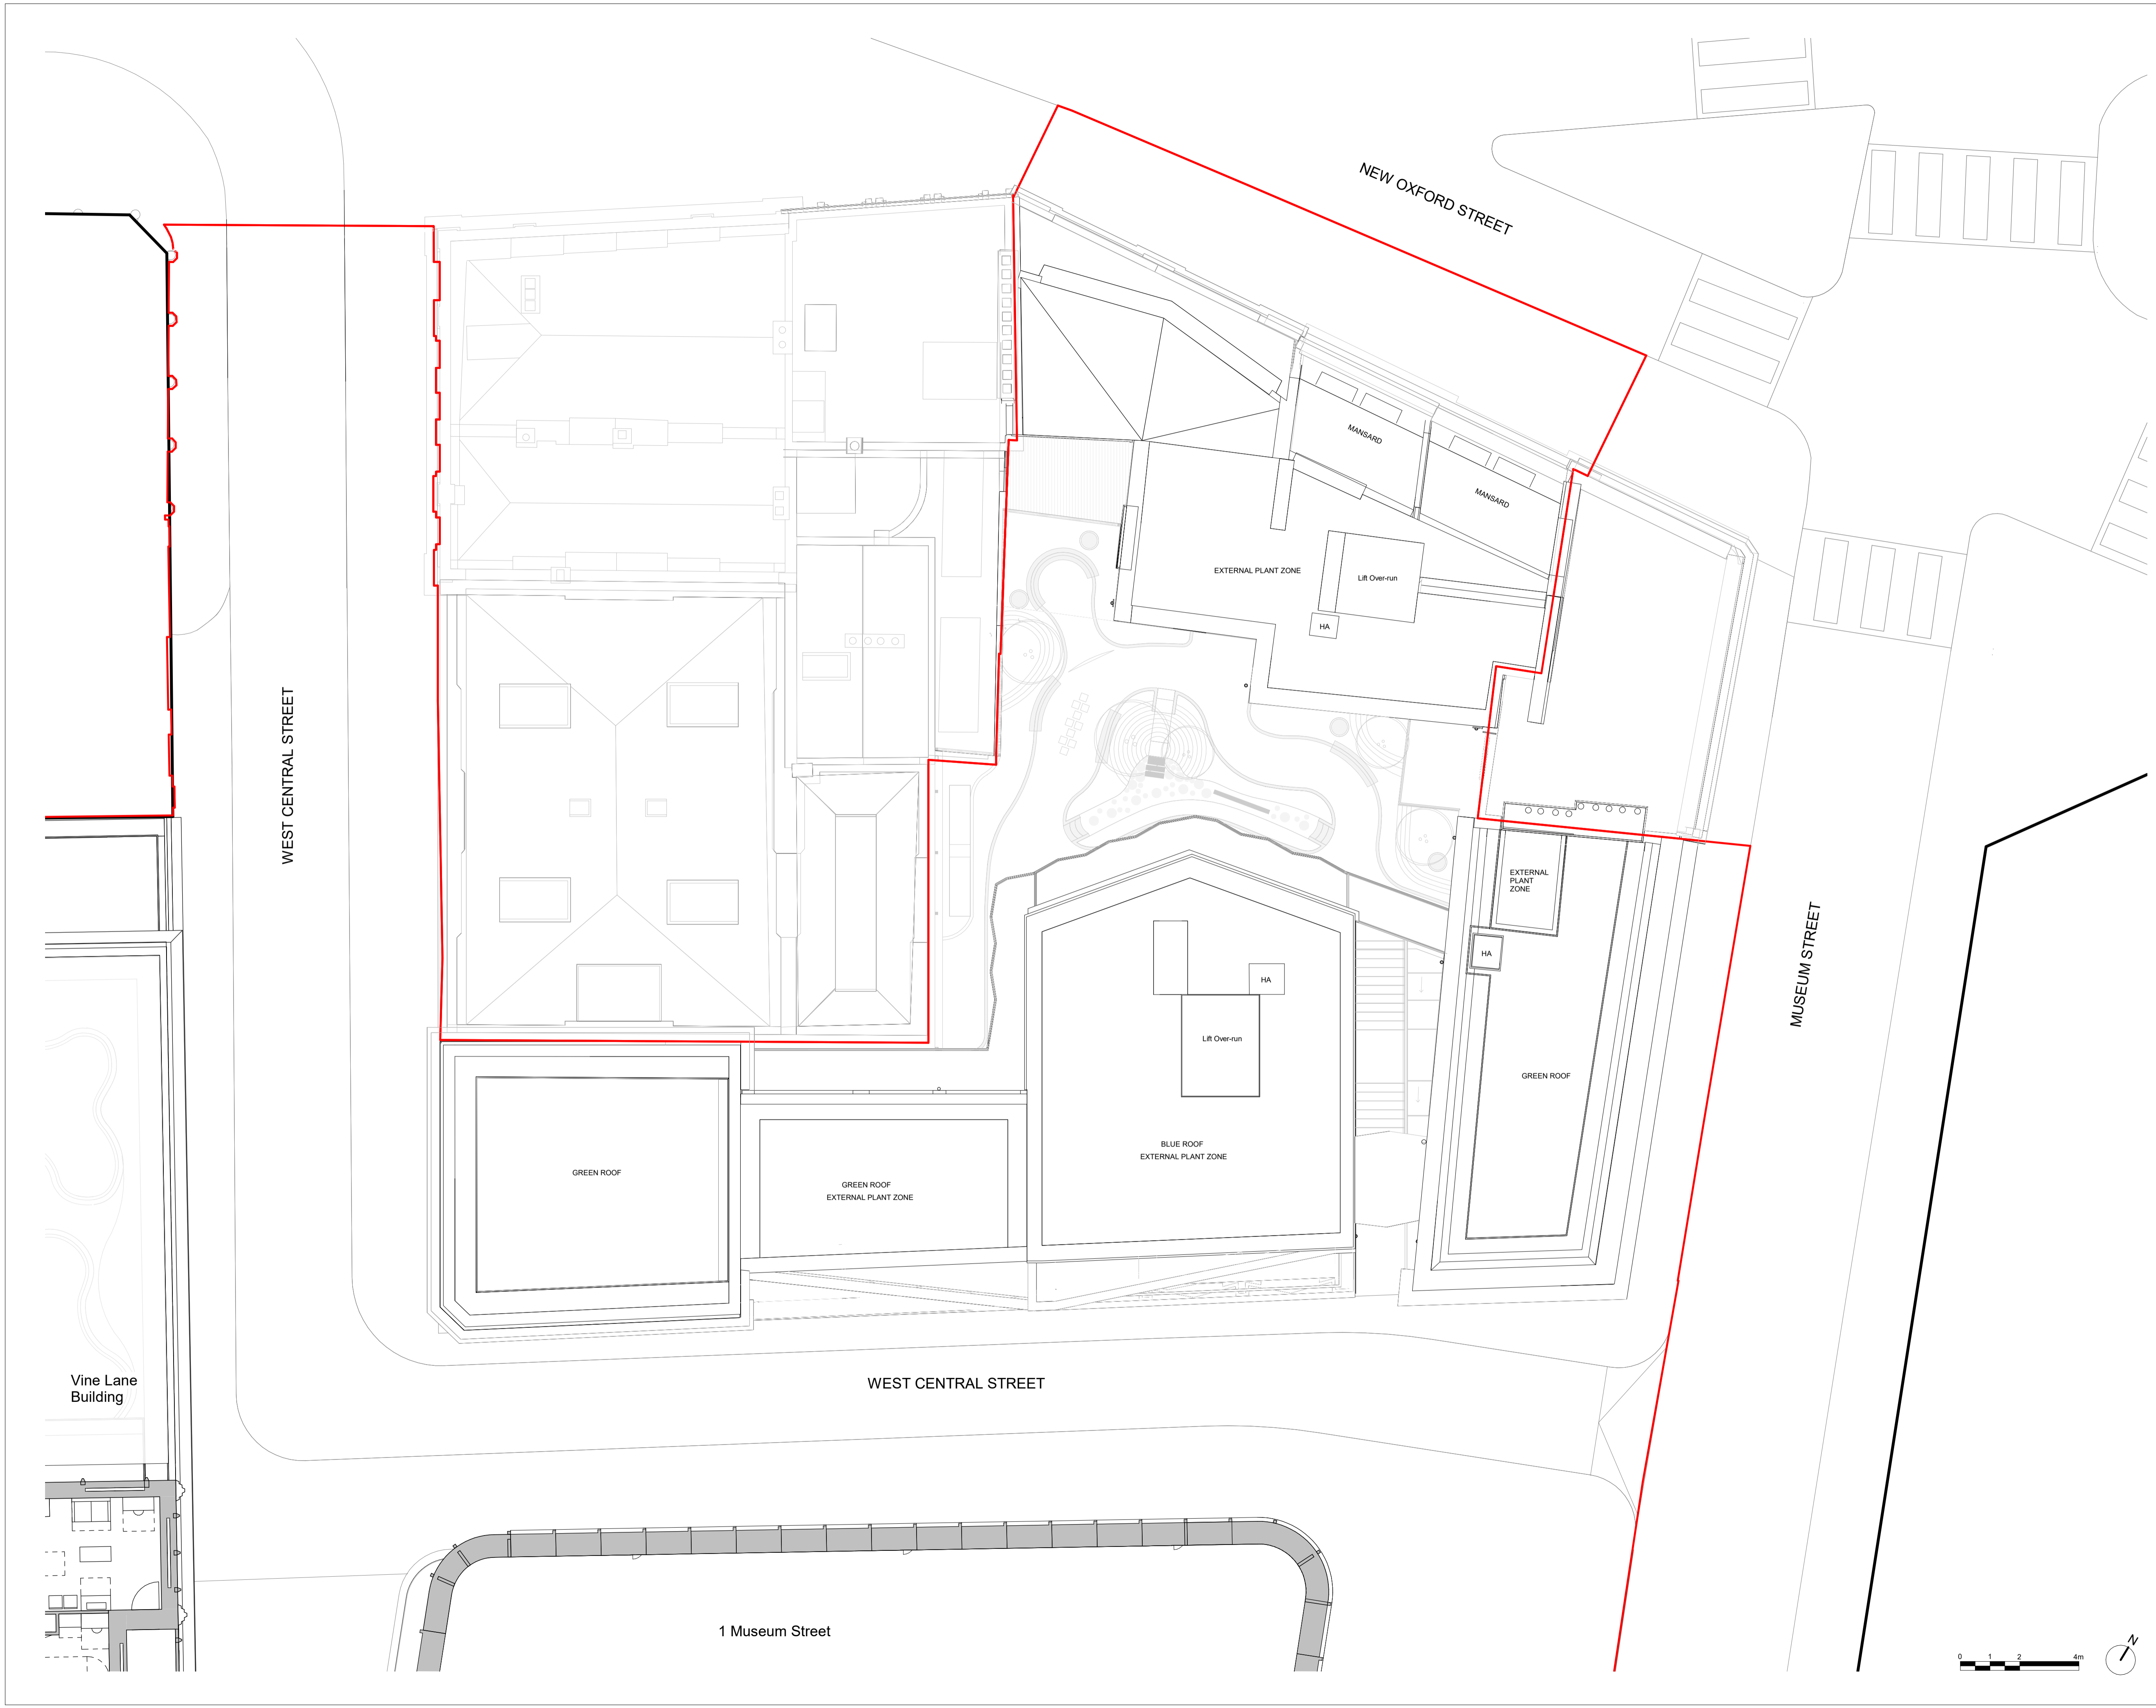 NEW OXFORD STREET
MANSARD
MANSARD
EXTERNAL PLANT ZONE
Lift Over-run
HA
WEST CENTRAL STREET
EXTERNAL
PLANT
ZONE
HA
MUSEUM STREET
HA
Lift Over-run
GREEN ROOF
BLUE ROOF
EXTERNAL PLANT ZONE
GREEN ROOF
GREEN ROOF
EXTERNAL PLANT ZONE
Vine Lane
Building
WEST CENTRAL STREET
1 Museum Street
0 1 2 4m
N